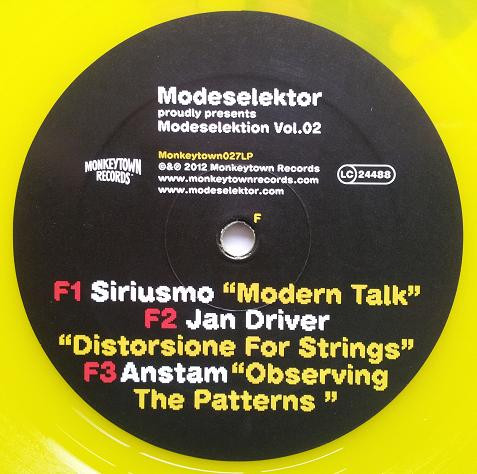 Modeselektor
proudly presents
Modeselektion Vol.02
Monkeytown027LP
©&℗ 2012 Monkeytown Records
www.monkeytownrecords.com
www.modeselektor.com
MONKEYTOWN
RECORDS
LC 24488
F
F1 Siriusmo “Modern Talk”
F2 Jan Driver
“Distorsione For Strings”
F3 Anstam “Observing
The Patterns ”